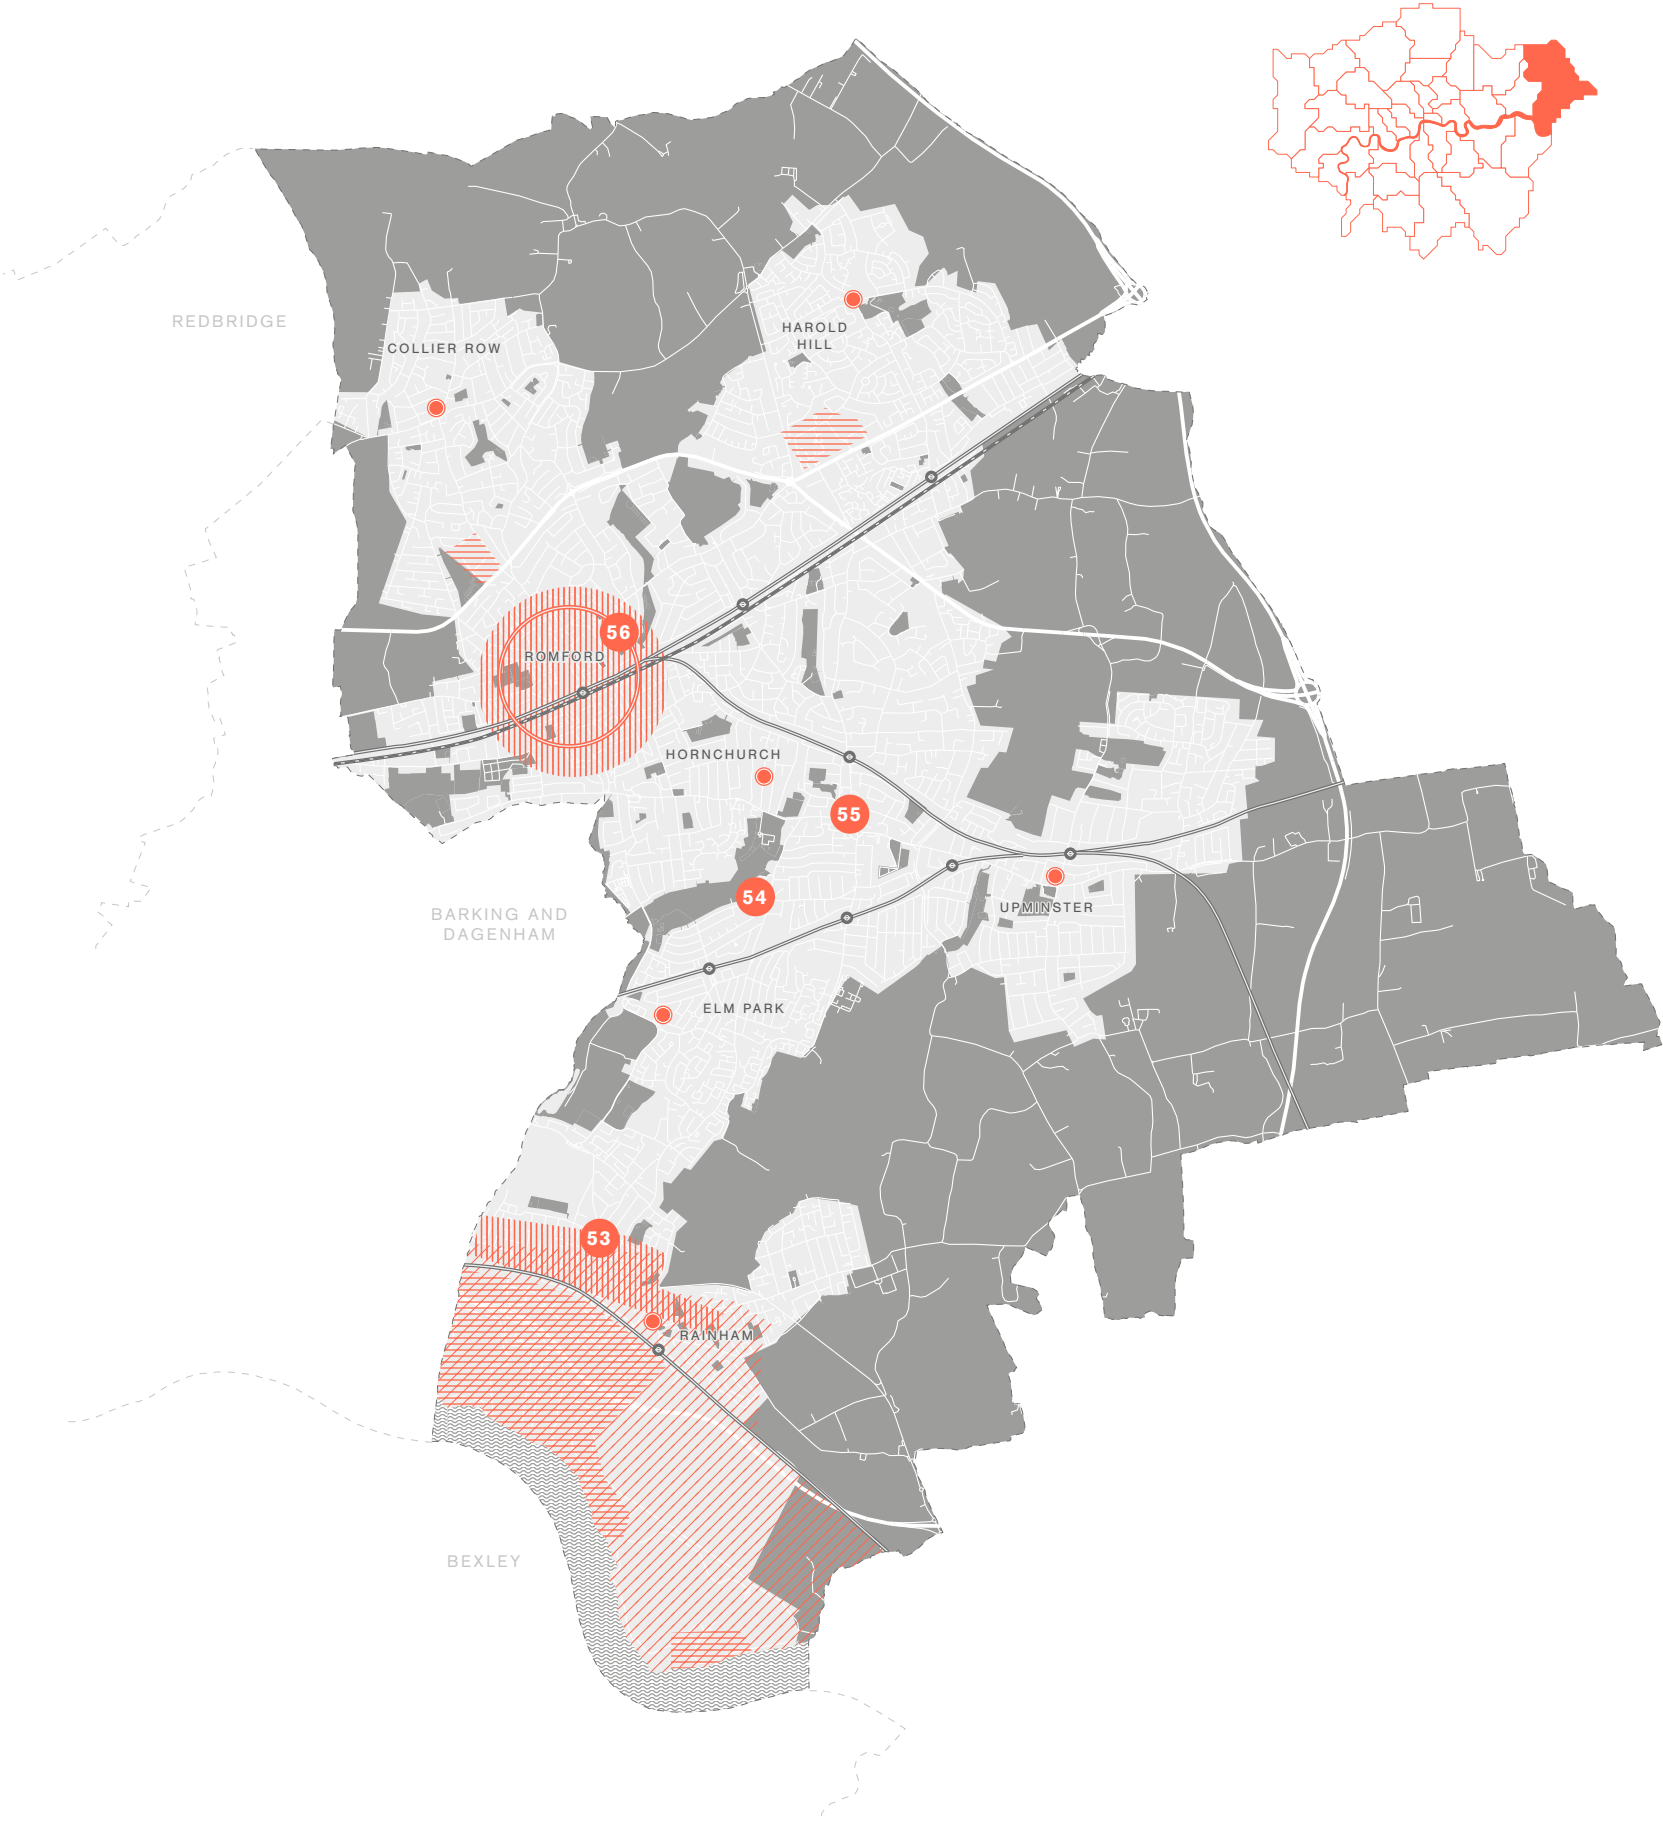 REDBRIDGE
HAROLD
HILL
COLLIER ROW
56
ROMFORD
HORNCHURCH
55
54
UPMINSTER
BARKING AND
DAGENHAM
ELM PARK
53
RAINHAM
BEXLEY